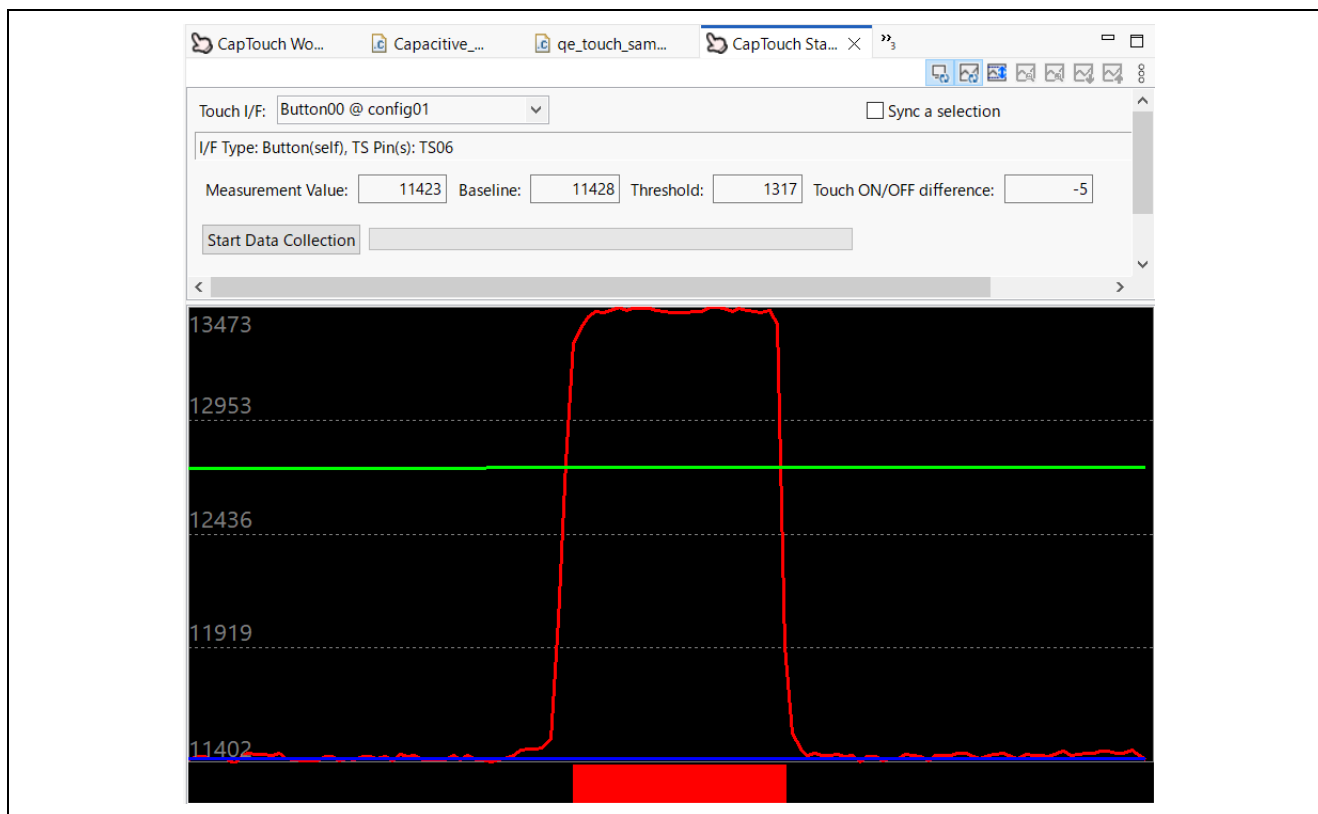 CapTouch Wo... Capacitive_... qe_touch_sam... CapTouch Sta... »3
Touch I/F: Button00 @ config01 Sync a selection
I/F Type: Button(self), TS Pin(s): TS06
Measurement Value: 11423 Baseline: 11428 Threshold: 1317 Touch ON/OFF difference: -5
Start Data Collection
13473
12953
12436
11919
11402